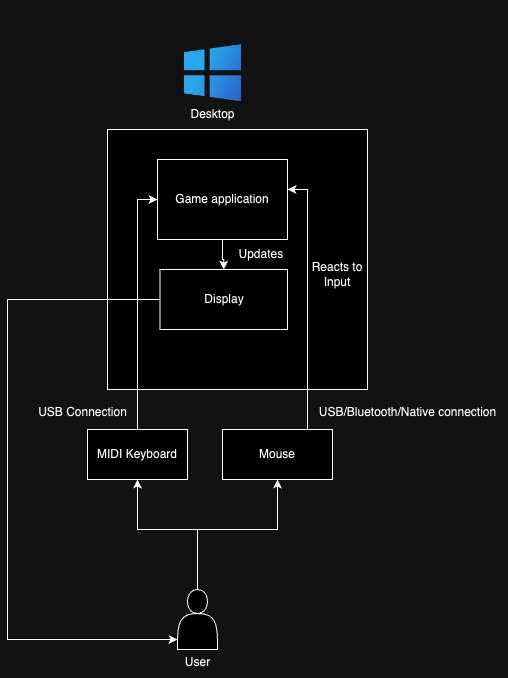 Desktop
Game application
Updates
Reacts to
Input
Display
USB Connection
USB/Bluetooth/Native connection
MIDI Keyboard
Mouse
User